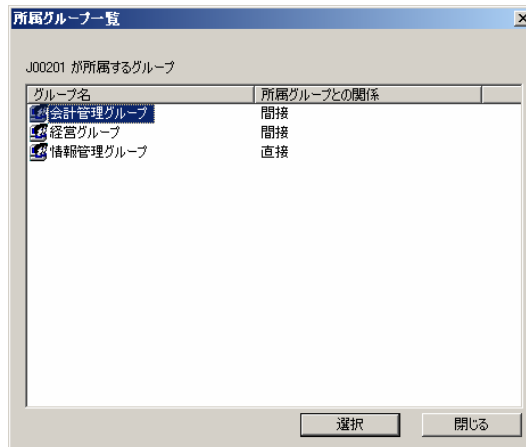 所属グループ一覧
J00201 が所属するグループ
グループ名 所属グループとの関係
会計管理グループ 間接
経営グループ 間接
情報管理グループ 直接
選択 閉じる